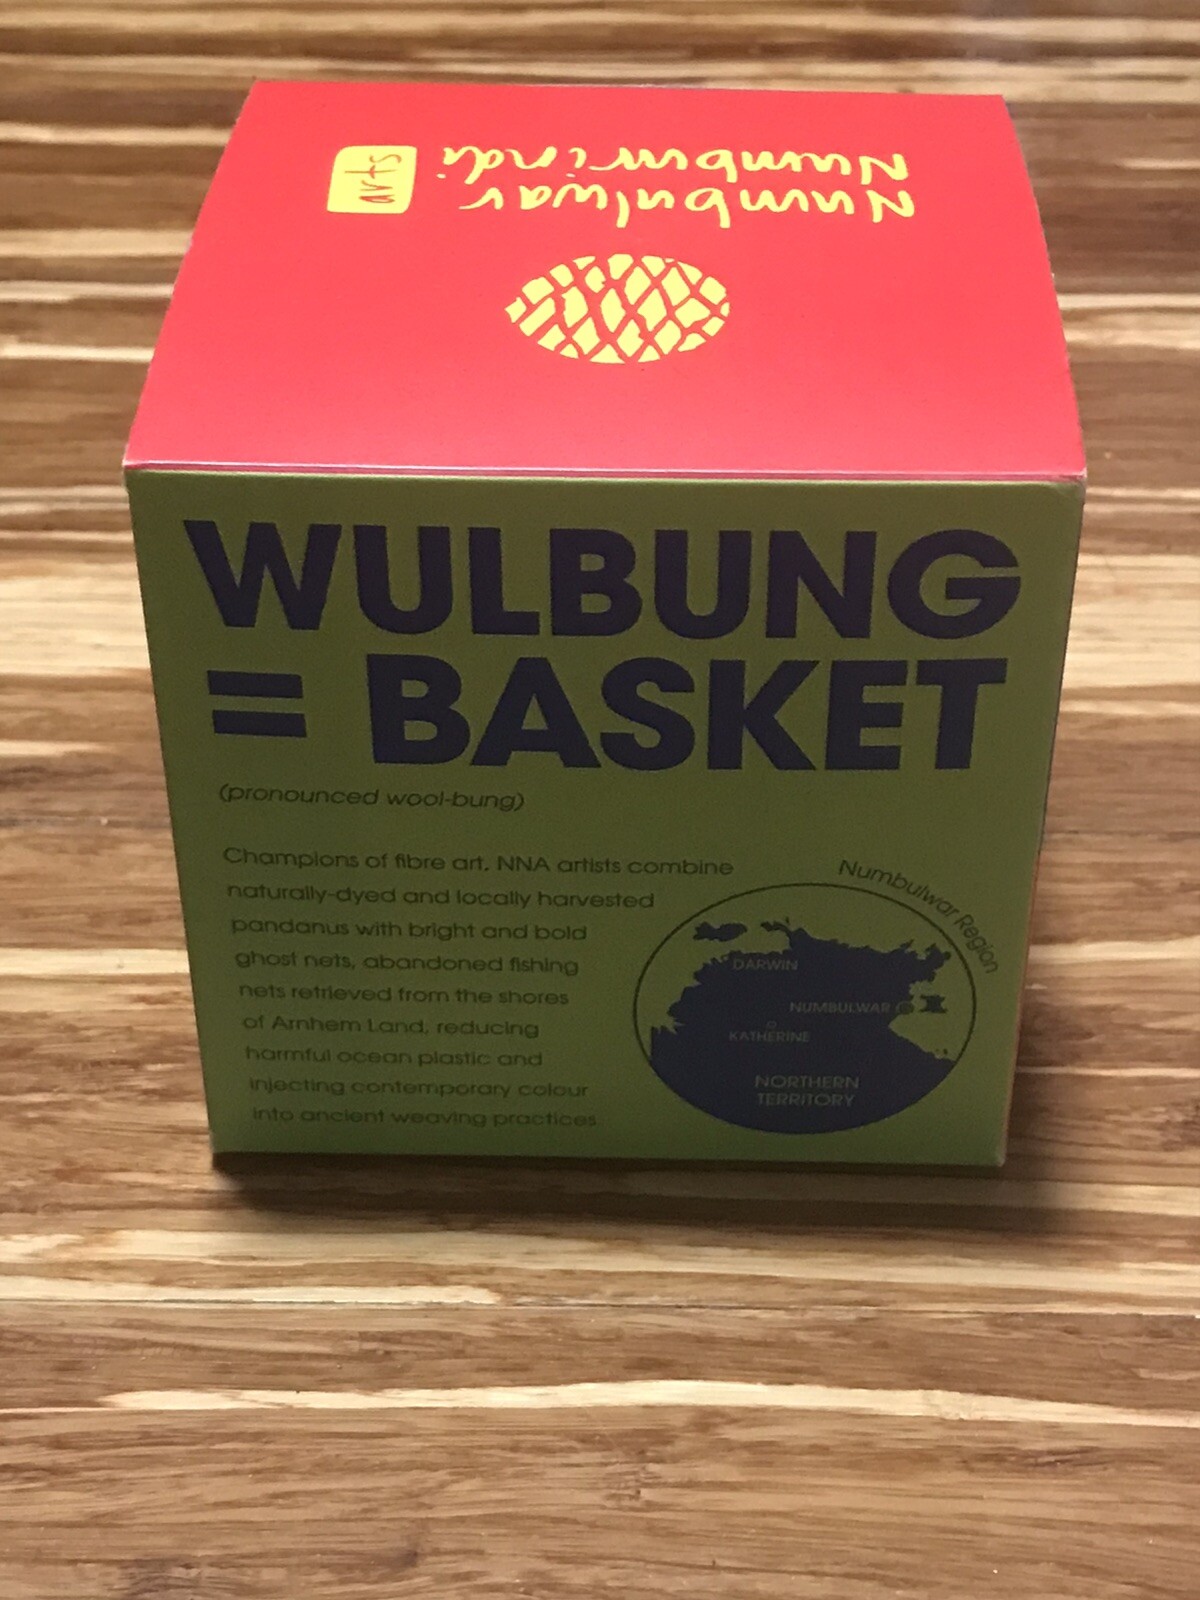 Numbulwar
Numburindi
arts
WULBUNG
= BASKET
(pronounced wool-bung)
Champions of fibre art, NNA artists combine
naturally-dyed and locally harvested
pandanus with bright and bold
ghost nets, abandoned fishing
nets retrieved from the shores
of Arnhem Land, reducing
harmful ocean plastic and
injecting contemporary colour
into ancient weaving practices.
Numbulwar Region
DARWIN
NUMBULWAR
KATHERINE
NORTHERN
TERRITORY